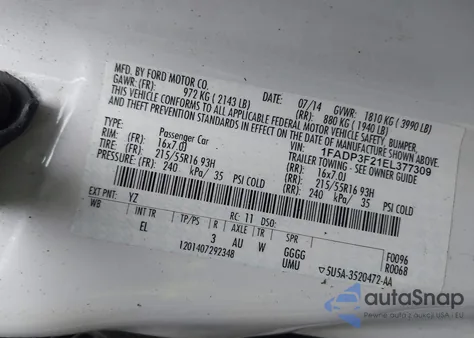 MFD. BY FORD MOTOR CO.
DATE: 07/14 GVWR: 1810 KG (3990 LB)
GAWR: (FR): 972 KG (2143 LB) (RR): 880 KG (1940 LB)
THIS VEHICLE CONFORMS TO ALL APPLICABLE FEDERAL MOTOR VEHICLE SAFETY, BUMPER,
AND THEFT PREVENTION STANDARDS IN EFFECT ON THE DATE OF MANUFACTURE SHOWN ABOVE.
VIN: 1FADP3F21EL377309
TYPE: Passenger Car TRAILER TOWING - SEE OWNER GUIDE
RIM: (FR): 16x7.0J (RR): 16x7.0J
TIRE: (FR): 215/55R16 93H (RR): 215/55R16 93H
PRESSURE: (FR): 240 kPa/ 35 PSI COLD (RR): 240 kPa/ 35 PSI COLD
EXT PNT: YZ RC: 11 DSO: F0096
WB INT TR TP/PS R AXLE TR SPR R0068
EL 3 AU W GGGG
1201407292348 UMU ▽5U5A-3520472-AA
autoSnap
Pewne auto z USA i EU